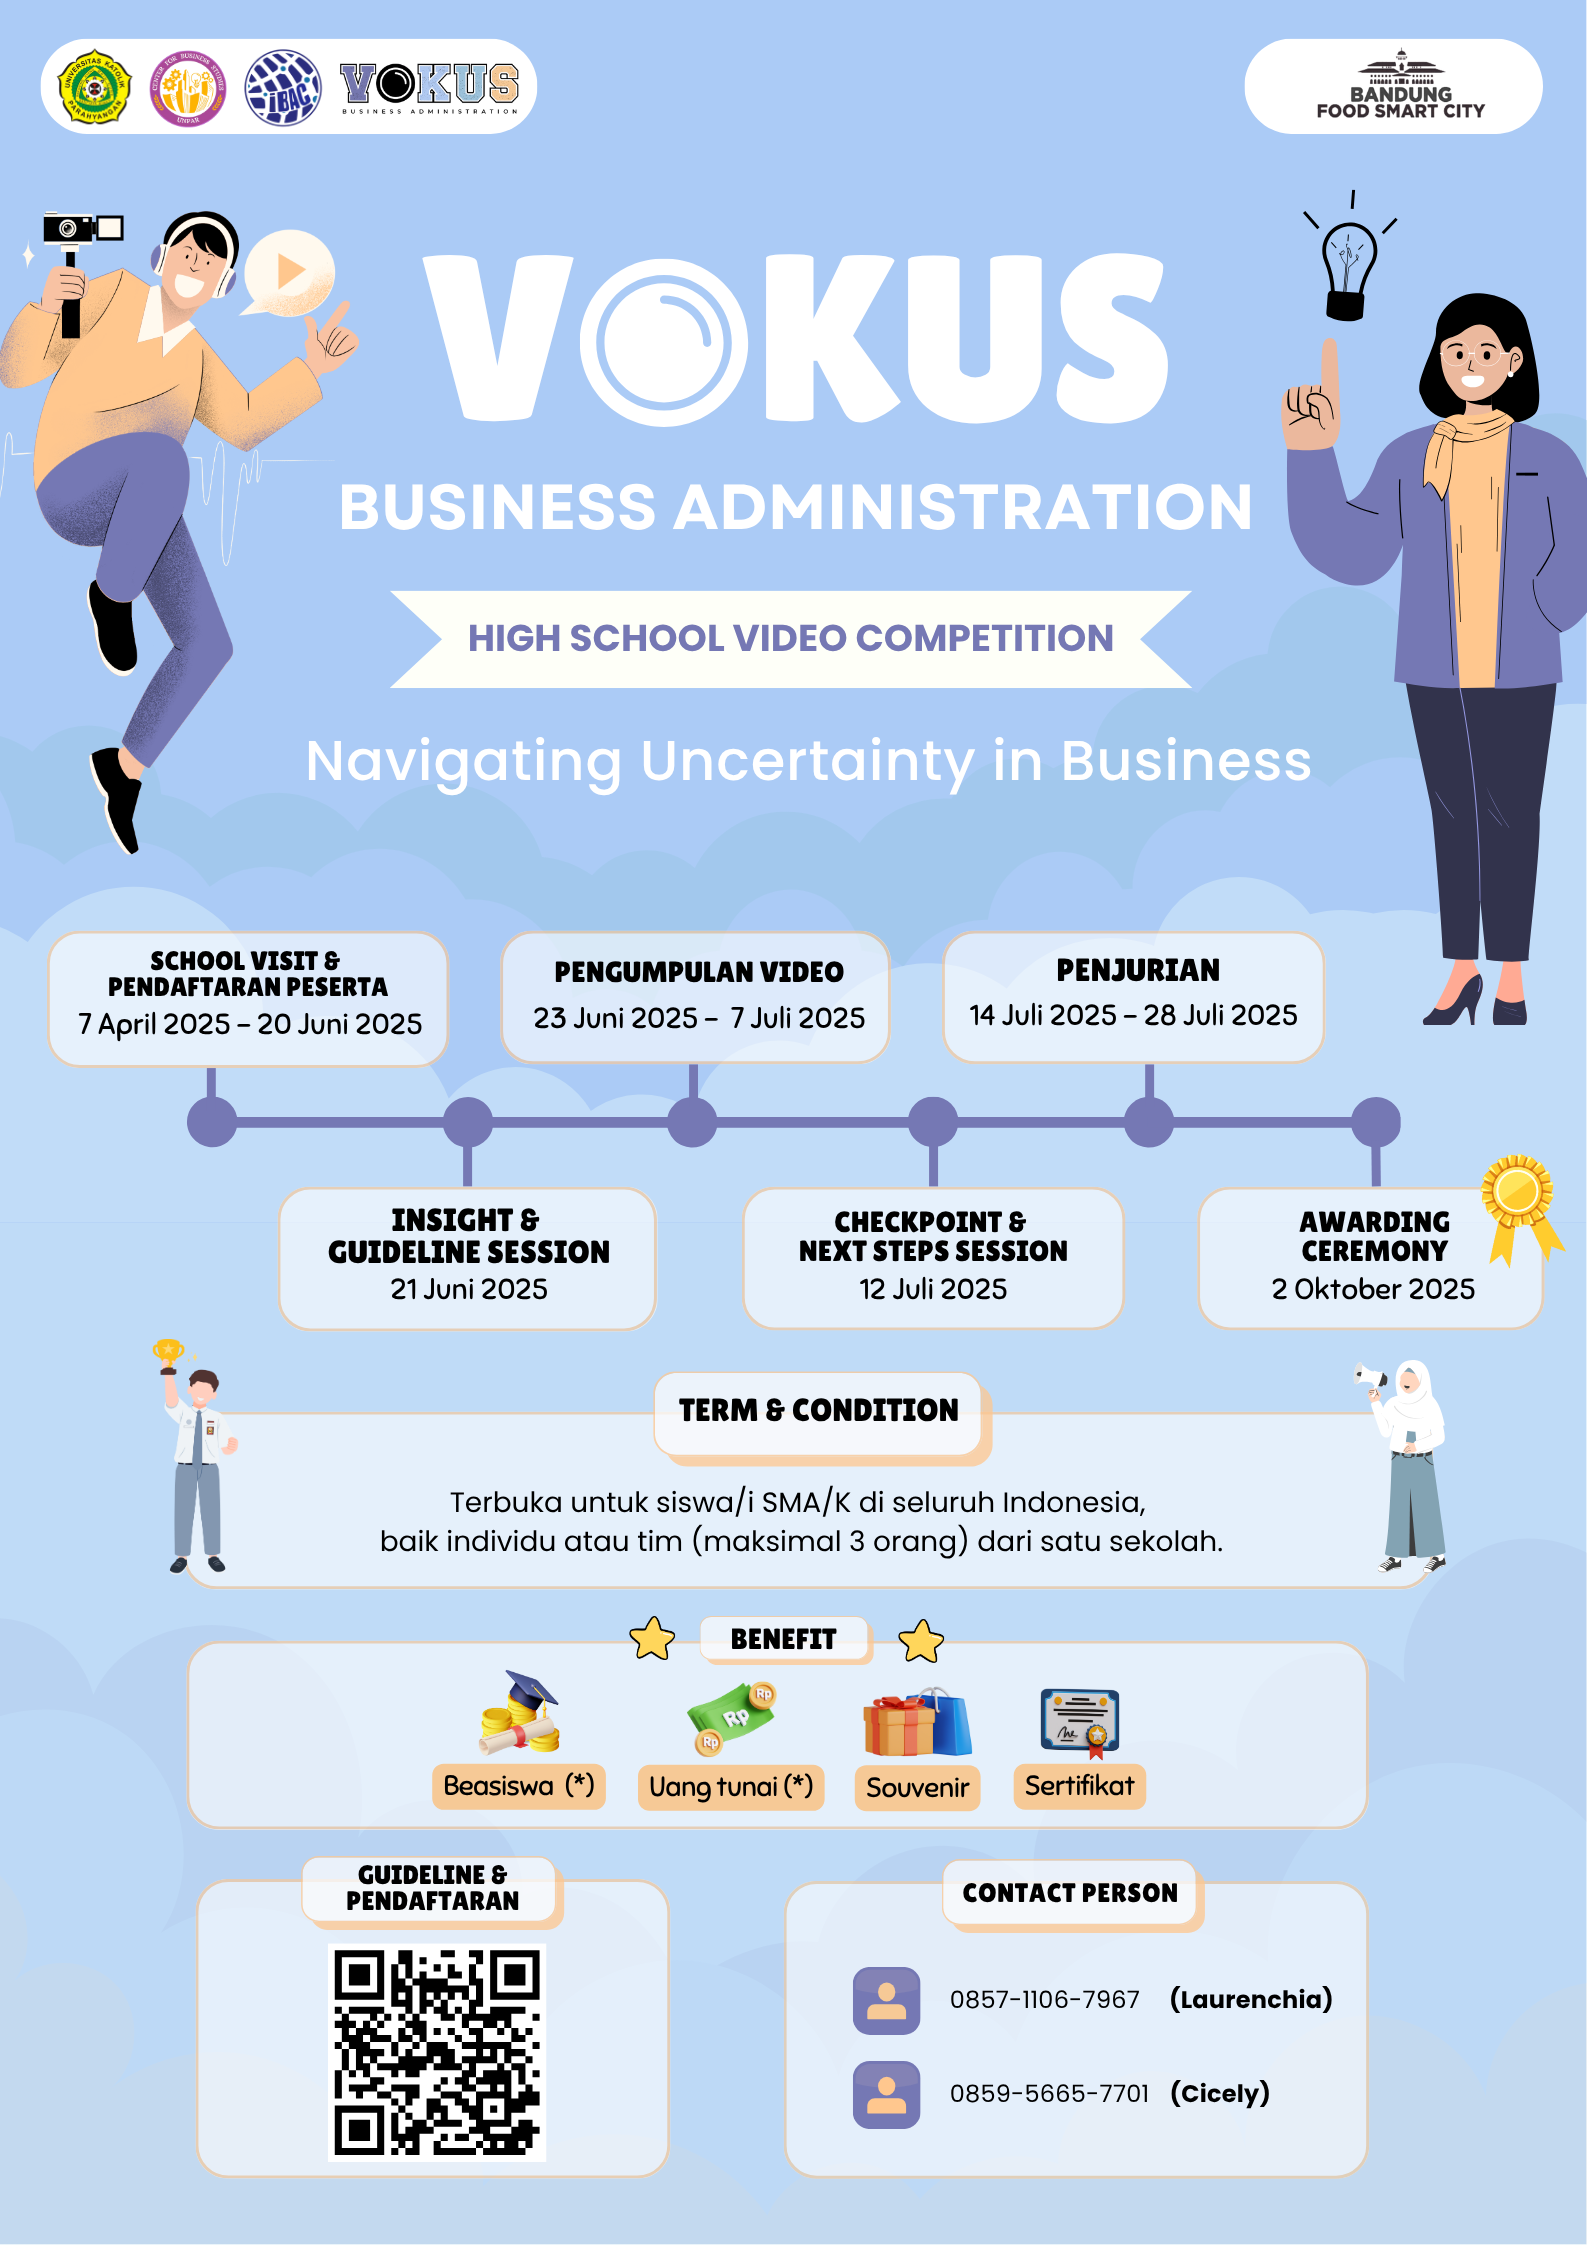 UNIVERSITAS KATOLIK
PARAHYANGAN
CENTER FOR BUSINESS STUDIES
UNPAR
iBAC
VOKUS
BUSINESS ADMINISTRATION
BANDUNG
FOOD SMART CITY
VOKUS
BUSINESS ADMINISTRATION
HIGH SCHOOL VIDEO COMPETITION
Navigating Uncertainty in Business
SCHOOL VISIT &
PENDAFTARAN PESERTA
7 April 2025 – 20 Juni 2025
PENGUMPULAN VIDEO
23 Juni 2025 – 7 Juli 2025
PENJURIAN
14 Juli 2025 – 28 Juli 2025
INSIGHT &
GUIDELINE SESSION
21 Juni 2025
CHECKPOINT &
NEXT STEPS SESSION
12 Juli 2025
AWARDING
CEREMONY
2 Oktober 2025
TERM & CONDITION
Terbuka untuk siswa/i SMA/K di seluruh Indonesia,
baik individu atau tim (maksimal 3 orang) dari satu sekolah.
BENEFIT
Rp
Rp
Rp
Beasiswa (*)
Uang tunai (*)
Souvenir
Sertifikat
GUIDELINE &
PENDAFTARAN
CONTACT PERSON
0857-1106-7967 (Laurenchia)
0859-5665-7701 (Cicely)